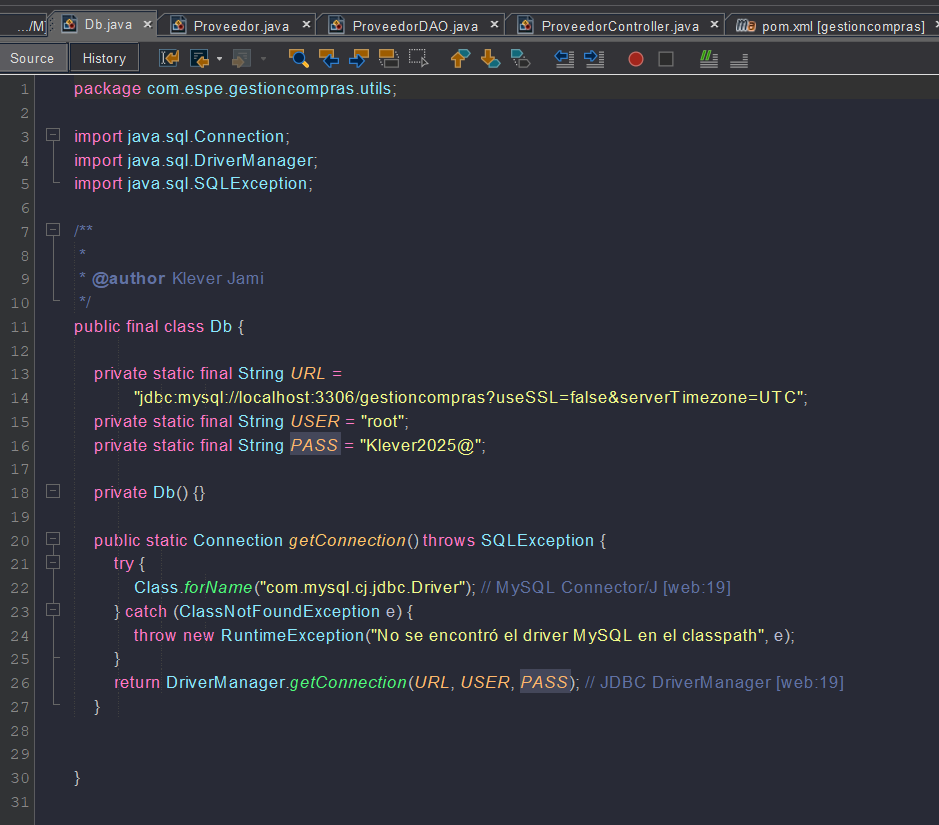 .../M] Db.java × Proveedor.java × ProveedorDAO.java × ProveedorController.java × pom.xml [gestioncompras] ×
Source History
1 package com.espe.gestioncompras.utils;
2
3 import java.sql.Connection;
4 import java.sql.DriverManager;
5 import java.sql.SQLException;
6
7 /**
8 *
9 * @author Klever Jami
10 */
11 public final class Db {
12
13 private static final String URL =
14 "jdbc:mysql://localhost:3306/gestioncompras?useSSL=false&serverTimezone=UTC";
15 private static final String USER = "root";
16 private static final String PASS = "Klever2025@";
17
18 private Db() {}
19
20 public static Connection getConnection() throws SQLException {
21 try {
22 Class.forName("com.mysql.cj.jdbc.Driver"); // MySQL Connector/J [web:19]
23 } catch (ClassNotFoundException e) {
24 throw new RuntimeException("No se encontró el driver MySQL en el classpath", e);
25 }
26 return DriverManager.getConnection(URL, USER, PASS); // JDBC DriverManager [web:19]
27 }
28
29
30 }
31